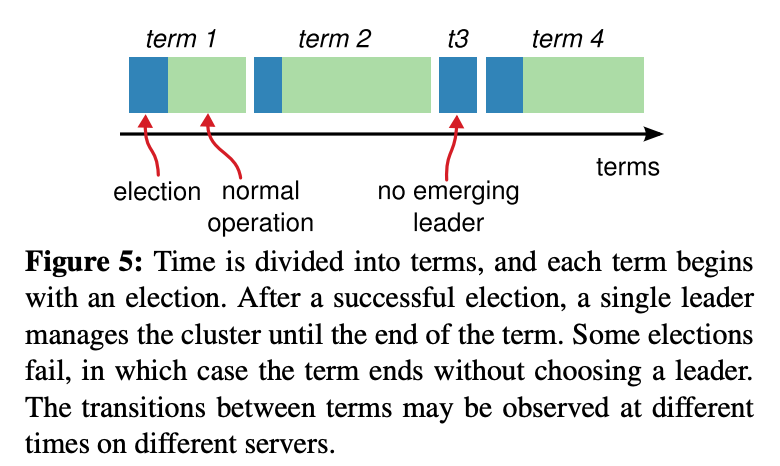 term 1 term 2 t3 term 4
terms
election normal operation no emerging leader
Figure 5: Time is divided into terms, and each term begins
with an election. After a successful election, a single leader
manages the cluster until the end of the term. Some elections
fail, in which case the term ends without choosing a leader.
The transitions between terms may be observed at different
times on different servers.